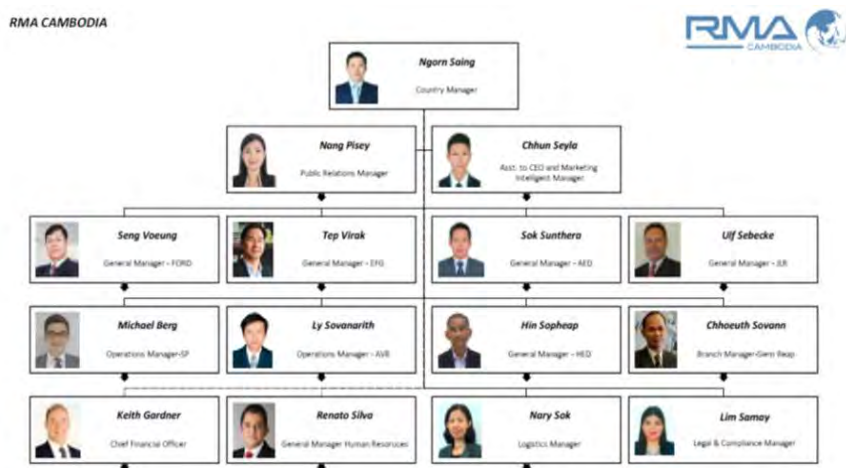 RMA CAMBODIA
RMA
CAMBODIA
Ngorn Saing
Country Manager
Nang Pisey
Public Relations Manager
Chhun Seyla
Asst. to CEO and Marketing
Intelligent Manager
Seng Voeung
General Manager - FORD
Tep Virak
General Manager - EFG
Sok Sunthera
General Manager - AED
Ulf Sebecke
General Manager - JLR
Michael Berg
Operations Manager-SP
Ly Sovanarith
Operations Manager - AVR
Hin Sopheap
General Manager - HED
Chhoeuth Sovann
Branch Manager-Siem Reap
Keith Gardner
Chief Financial Officer
Renato Silva
General Manager Human Resoruces
Nary Sok
Logistics Manager
Lim Samay
Legal & Compliance Manager